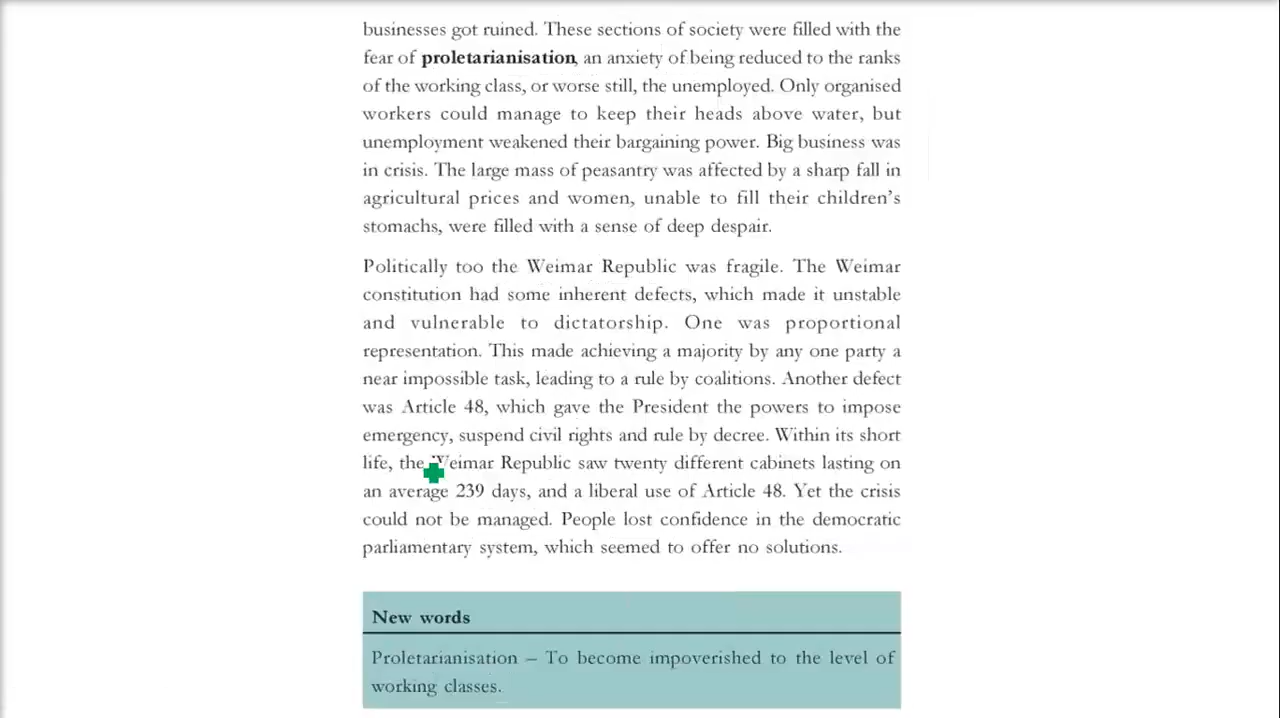 businesses got ruined. These sections of society were filled with the
fear of proletarianisation, an anxiety of being reduced to the ranks
of the working class, or worse still, the unemployed. Only organised
workers could manage to keep their heads above water, but
unemployment weakened their bargaining power. Big business was
in crisis. The large mass of peasantry was affected by a sharp fall in
agricultural prices and women, unable to fill their children’s
stomachs, were filled with a sense of deep despair.
Politically too the Weimar Republic was fragile. The Weimar
constitution had some inherent defects, which made it unstable
and vulnerable to dictatorship. One was proportional
representation. This made achieving a majority by any one party a
near impossible task, leading to a rule by coalitions. Another defect
was Article 48, which gave the President the powers to impose
emergency, suspend civil rights and rule by decree. Within its short
life, the Weimar Republic saw twenty different cabinets lasting on
an average 239 days, and a liberal use of Article 48. Yet the crisis
could not be managed. People lost confidence in the democratic
parliamentary system, which seemed to offer no solutions.
New words
Proletarianisation – To become impoverished to the level of
working classes.